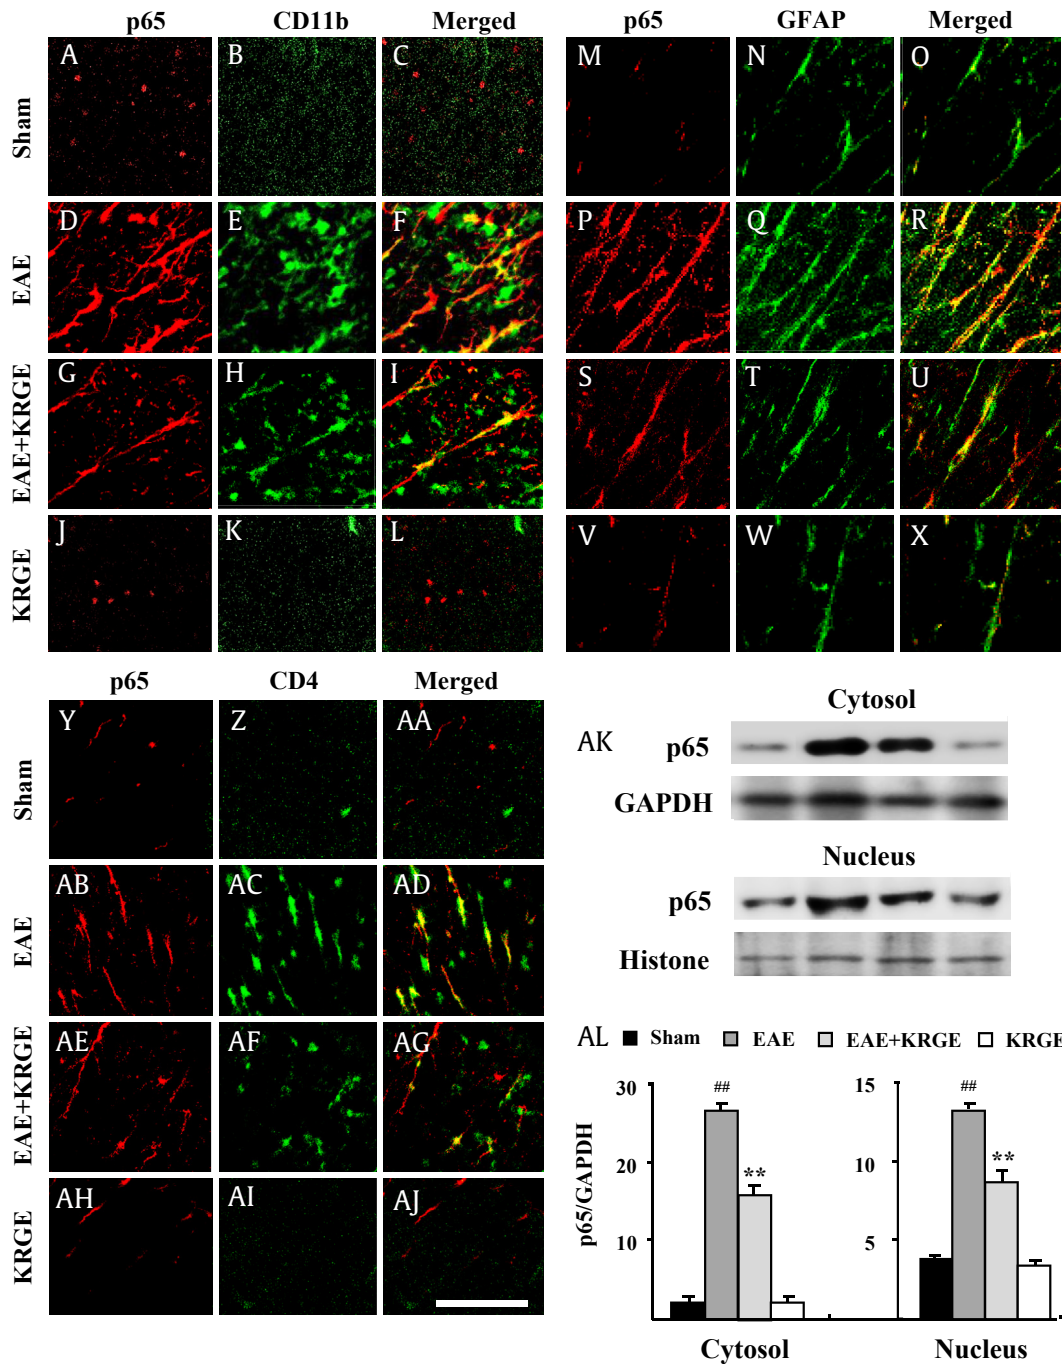 p65 CD11b Merged
Sham
A B C
EAE
D E F
EAE+KRGE
G H I
KRGE
J K L
p65 GFAP Merged
M N O
P Q R
S T U
V W X
p65 CD4 Merged
Sham
Y Z AA
EAE
AB AC AD
EAE+KRGE
AE AF AG
KRGE
AH AI AJ
Cytosol
AK p65
GAPDH
Nucleus
p65
Histone
AL Sham EAE EAE+KRGE KRGE
p65/GAPDH
30
20
10
##
**
Cytosol
15
10
5
##
**
Nucleus